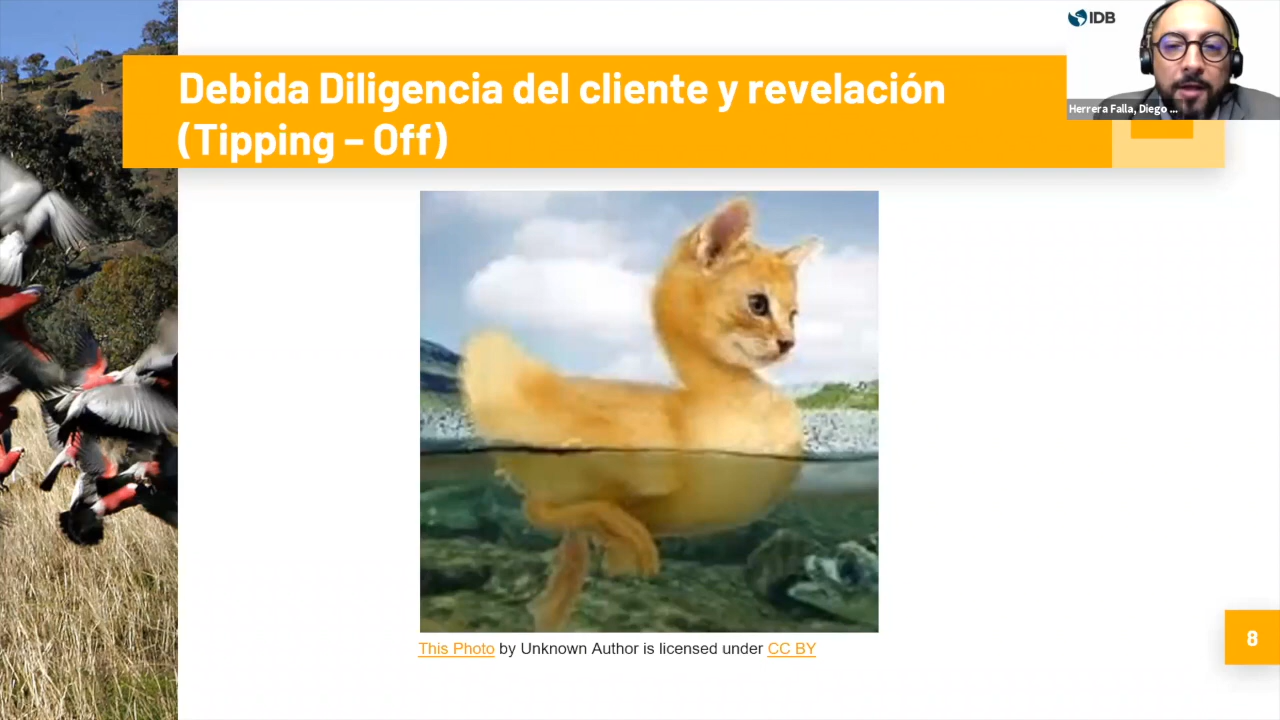 IDB
Debida Diligencia del cliente y revelación
(Tipping – Off)
Herrera Falla, Diego ...
This Photo by Unknown Author is licensed under CC BY
8